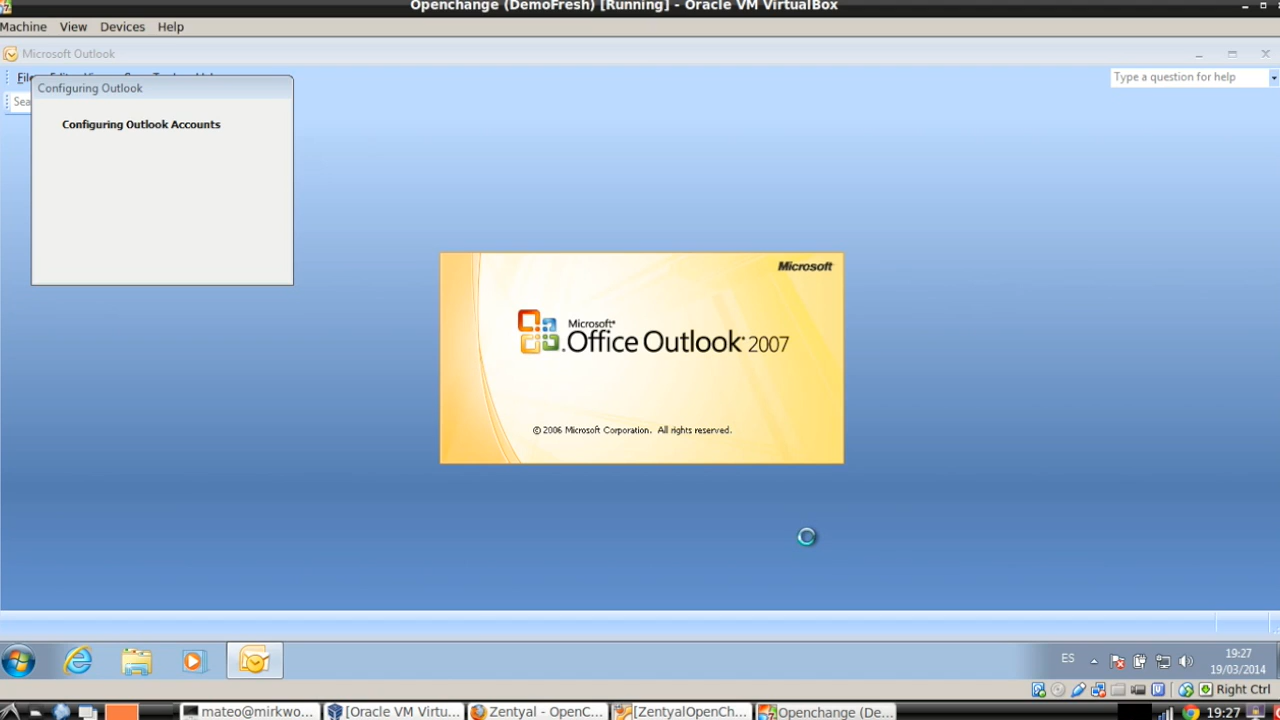 Openchange (DemoFresh) [Running] - Oracle VM VirtualBox
Machine View Devices Help
Microsoft Outlook
Type a question for help
Configuring Outlook
Configuring Outlook Accounts
Microsoft
Microsoft®
Office Outlook® 2007
© 2006 Microsoft Corporation. All rights reserved.
ES
19:27
19/03/2014
Right Ctrl
mateo@mirkwo...
[Oracle VM Virtu...
Zentyal - OpenC...
[ZentyalOpenCh...
Openchange (De...
19:27